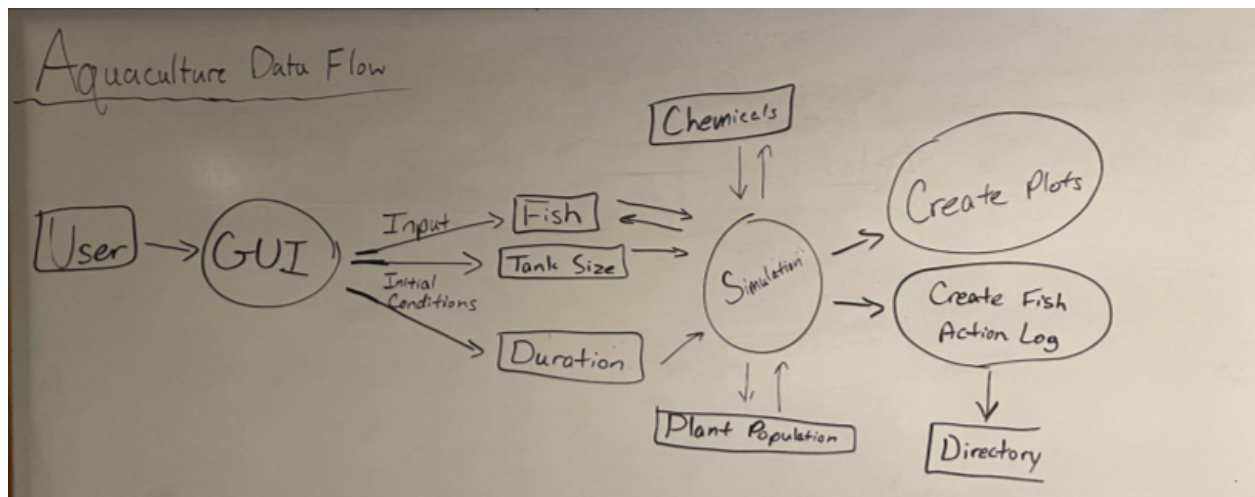 Aquaculture Data Flow
Chemicals
Create Plots
User
GUI
Input
Fish
Tank Size
Initial
Conditions
Simulation
Create Fish
Action Log
Duration
Plant Population
Directory